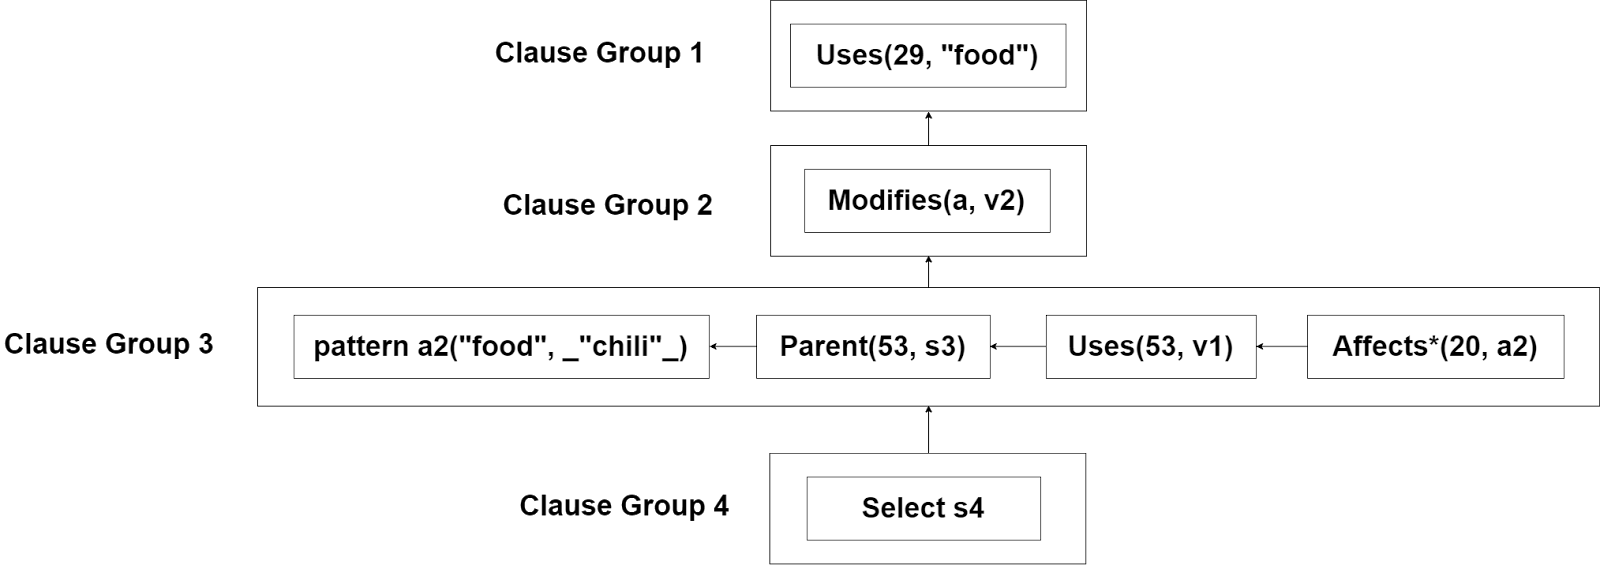 Clause Group 1
Uses(29, "food")
Clause Group 2
Modifies(a, v2)
Clause Group 3
pattern a2("food", _"chili"_)
Parent(53, s3)
Uses(53, v1)
Affects*(20, a2)
Clause Group 4
Select s4